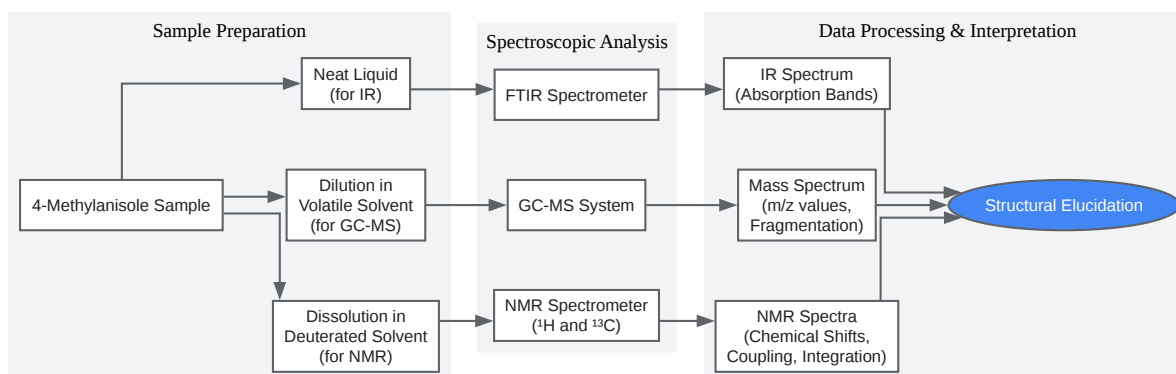 Sample Preparation
Spectroscopic Analysis
Data Processing & Interpretation
Neat Liquid
(for IR)
FTIR Spectrometer
IR Spectrum
(Absorption Bands)
4-Methylanisole Sample
Dilution in
Volatile Solvent
(for GC-MS)
GC-MS System
Mass Spectrum
(m/z values,
Fragmentation)
Structural Elucidation
Dissolution in
Deuterated Solvent
(for NMR)
NMR Spectrometer
(¹H and ¹³C)
NMR Spectra
(Chemical Shifts,
Coupling, Integration)